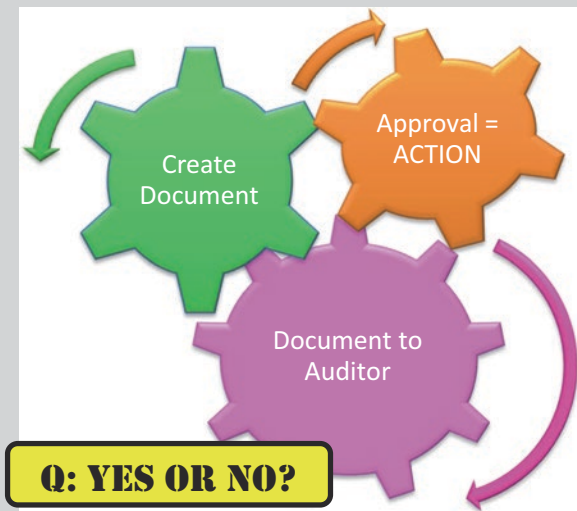 Create
Document
Approval =
ACTION
Document to
Auditor
Q: YES OR NO?